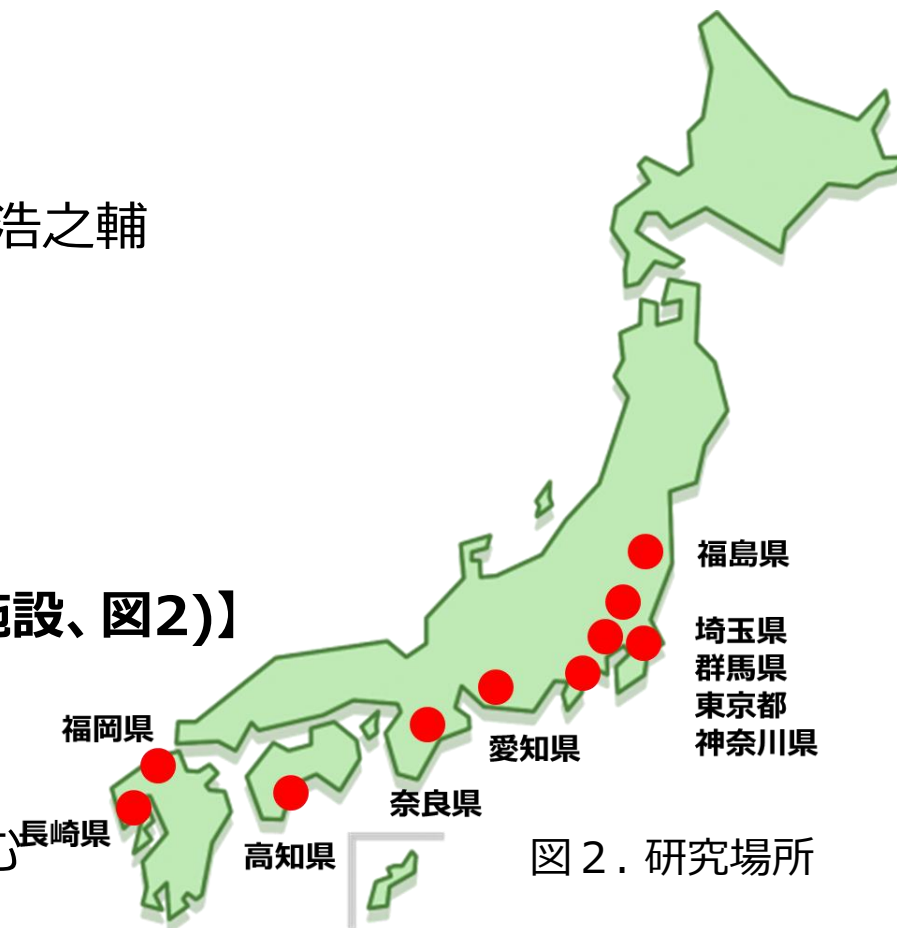 浩之輔
福島県
施設、図2)】
埼玉県
群馬県
東京都
神奈川県
福岡県
愛知県
奈良県
長崎県
む
高知県
図２. 研究場所